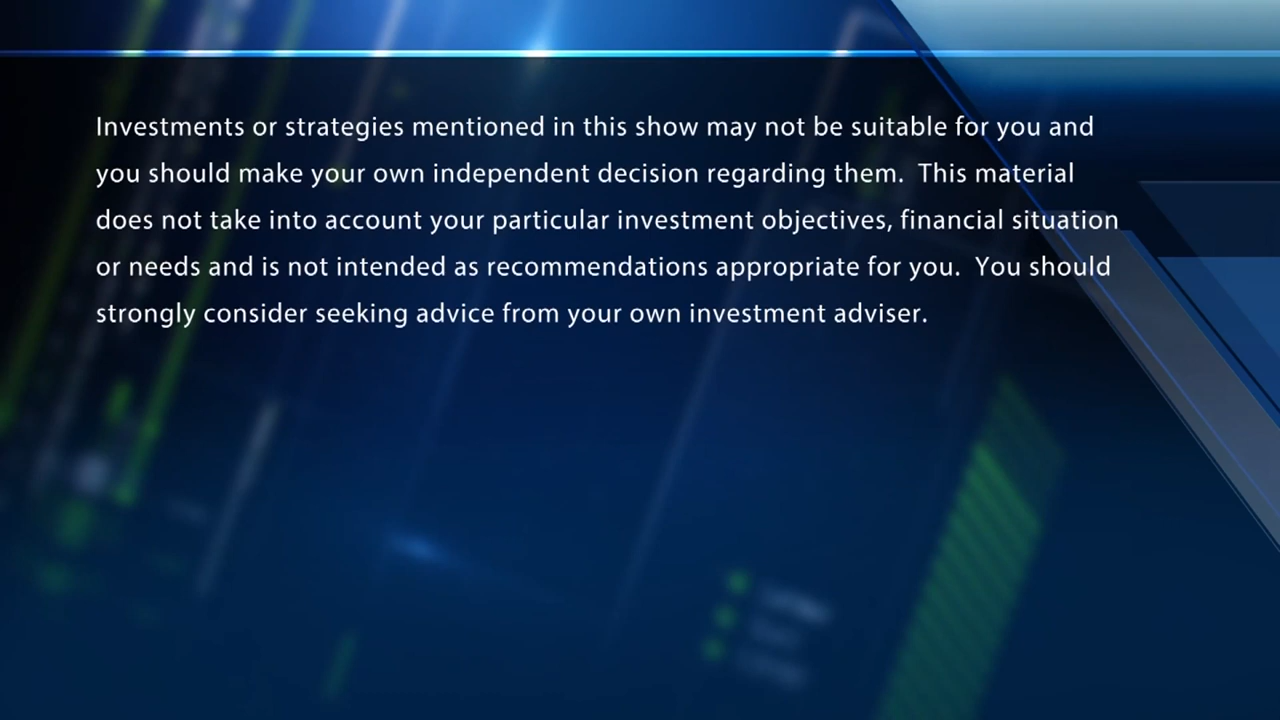 Investments or strategies mentioned in this show may not be suitable for you and
you should make your own independent decision regarding them.  This material
does not take into account your particular investment objectives, financial situation
or needs and is not intended as recommendations appropriate for you.  You should
strongly consider seeking advice from your own investment adviser.